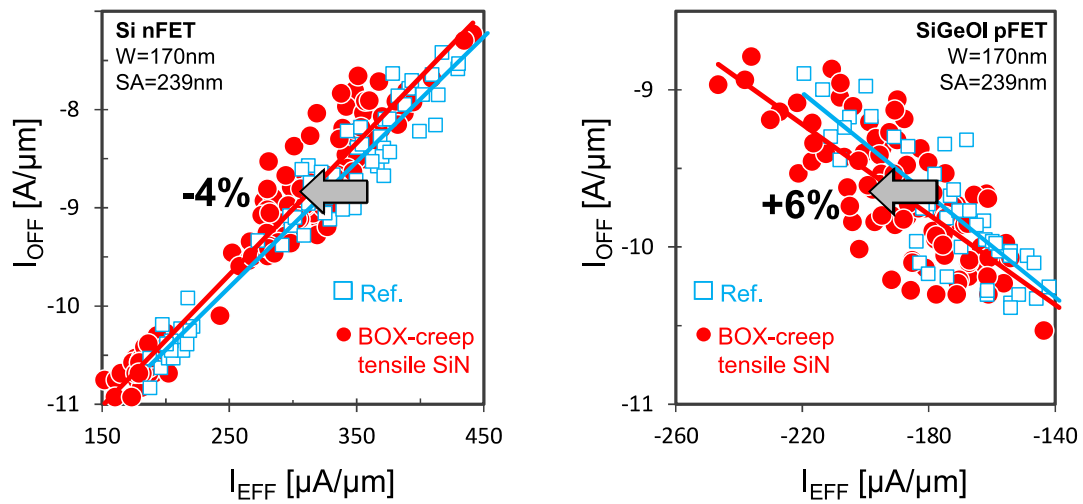 Si nFET
W=170nm
SA=239nm
-4%
Ref.
BOX-creep
tensile SiN
-8
-9
-10
-11
150
250
350
450
I_OFF [A/µm]
I_EFF [µA/µm]
SiGeOI pFET
W=170nm
SA=239nm
+6%
Ref.
BOX-creep
tensile SiN
-9
-10
-11
-260
-220
-180
-140
I_OFF [A/µm]
I_EFF [µA/µm]